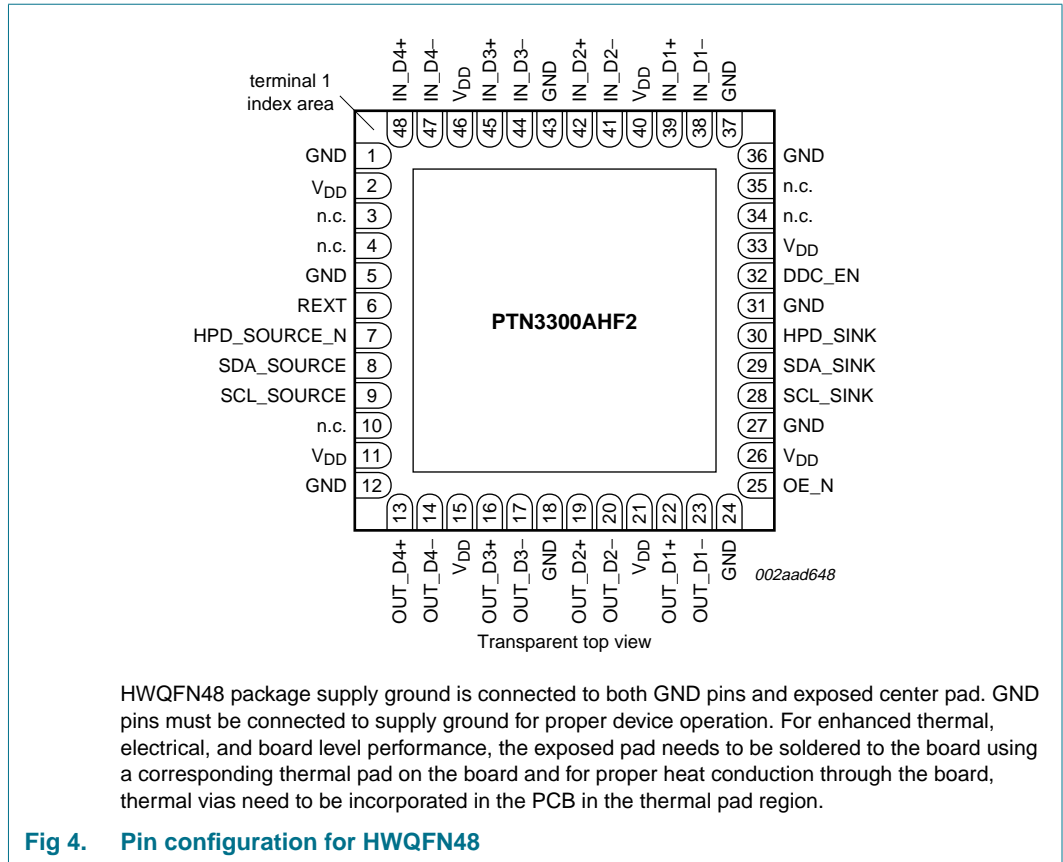 IN_D4+ IN_D4− VDD IN_D3+ IN_D3− GND IN_D2+ IN_D2− VDD IN_D1+ IN_D1− GND
terminal 1
index area
48 47 46 45 44 43 42 41 40 39 38 37
GND 1 36 GND
VDD 2 35 n.c.
n.c. 3 34 n.c.
n.c. 4 33 VDD
GND 5 32 DDC_EN
REXT 6 31 GND
PTN3300AHF2
HPD_SOURCE_N 7 30 HPD_SINK
SDA_SOURCE 8 29 SDA_SINK
SCL_SOURCE 9 28 SCL_SINK
n.c. 10 27 GND
VDD 11 26 VDD
GND 12 25 OE_N
13 14 15 16 17 18 19 20 21 22 23 24
OUT_D4+ OUT_D4− VDD OUT_D3+ OUT_D3− GND OUT_D2+ OUT_D2− VDD OUT_D1+ OUT_D1− GND
002aad648
Transparent top view
HWQFN48 package supply ground is connected to both GND pins and exposed center pad. GND
pins must be connected to supply ground for proper device operation. For enhanced thermal,
electrical, and board level performance, the exposed pad needs to be soldered to the board using
a corresponding thermal pad on the board and for proper heat conduction through the board,
thermal vias need to be incorporated in the PCB in the thermal pad region.
Fig 4. Pin configuration for HWQFN48